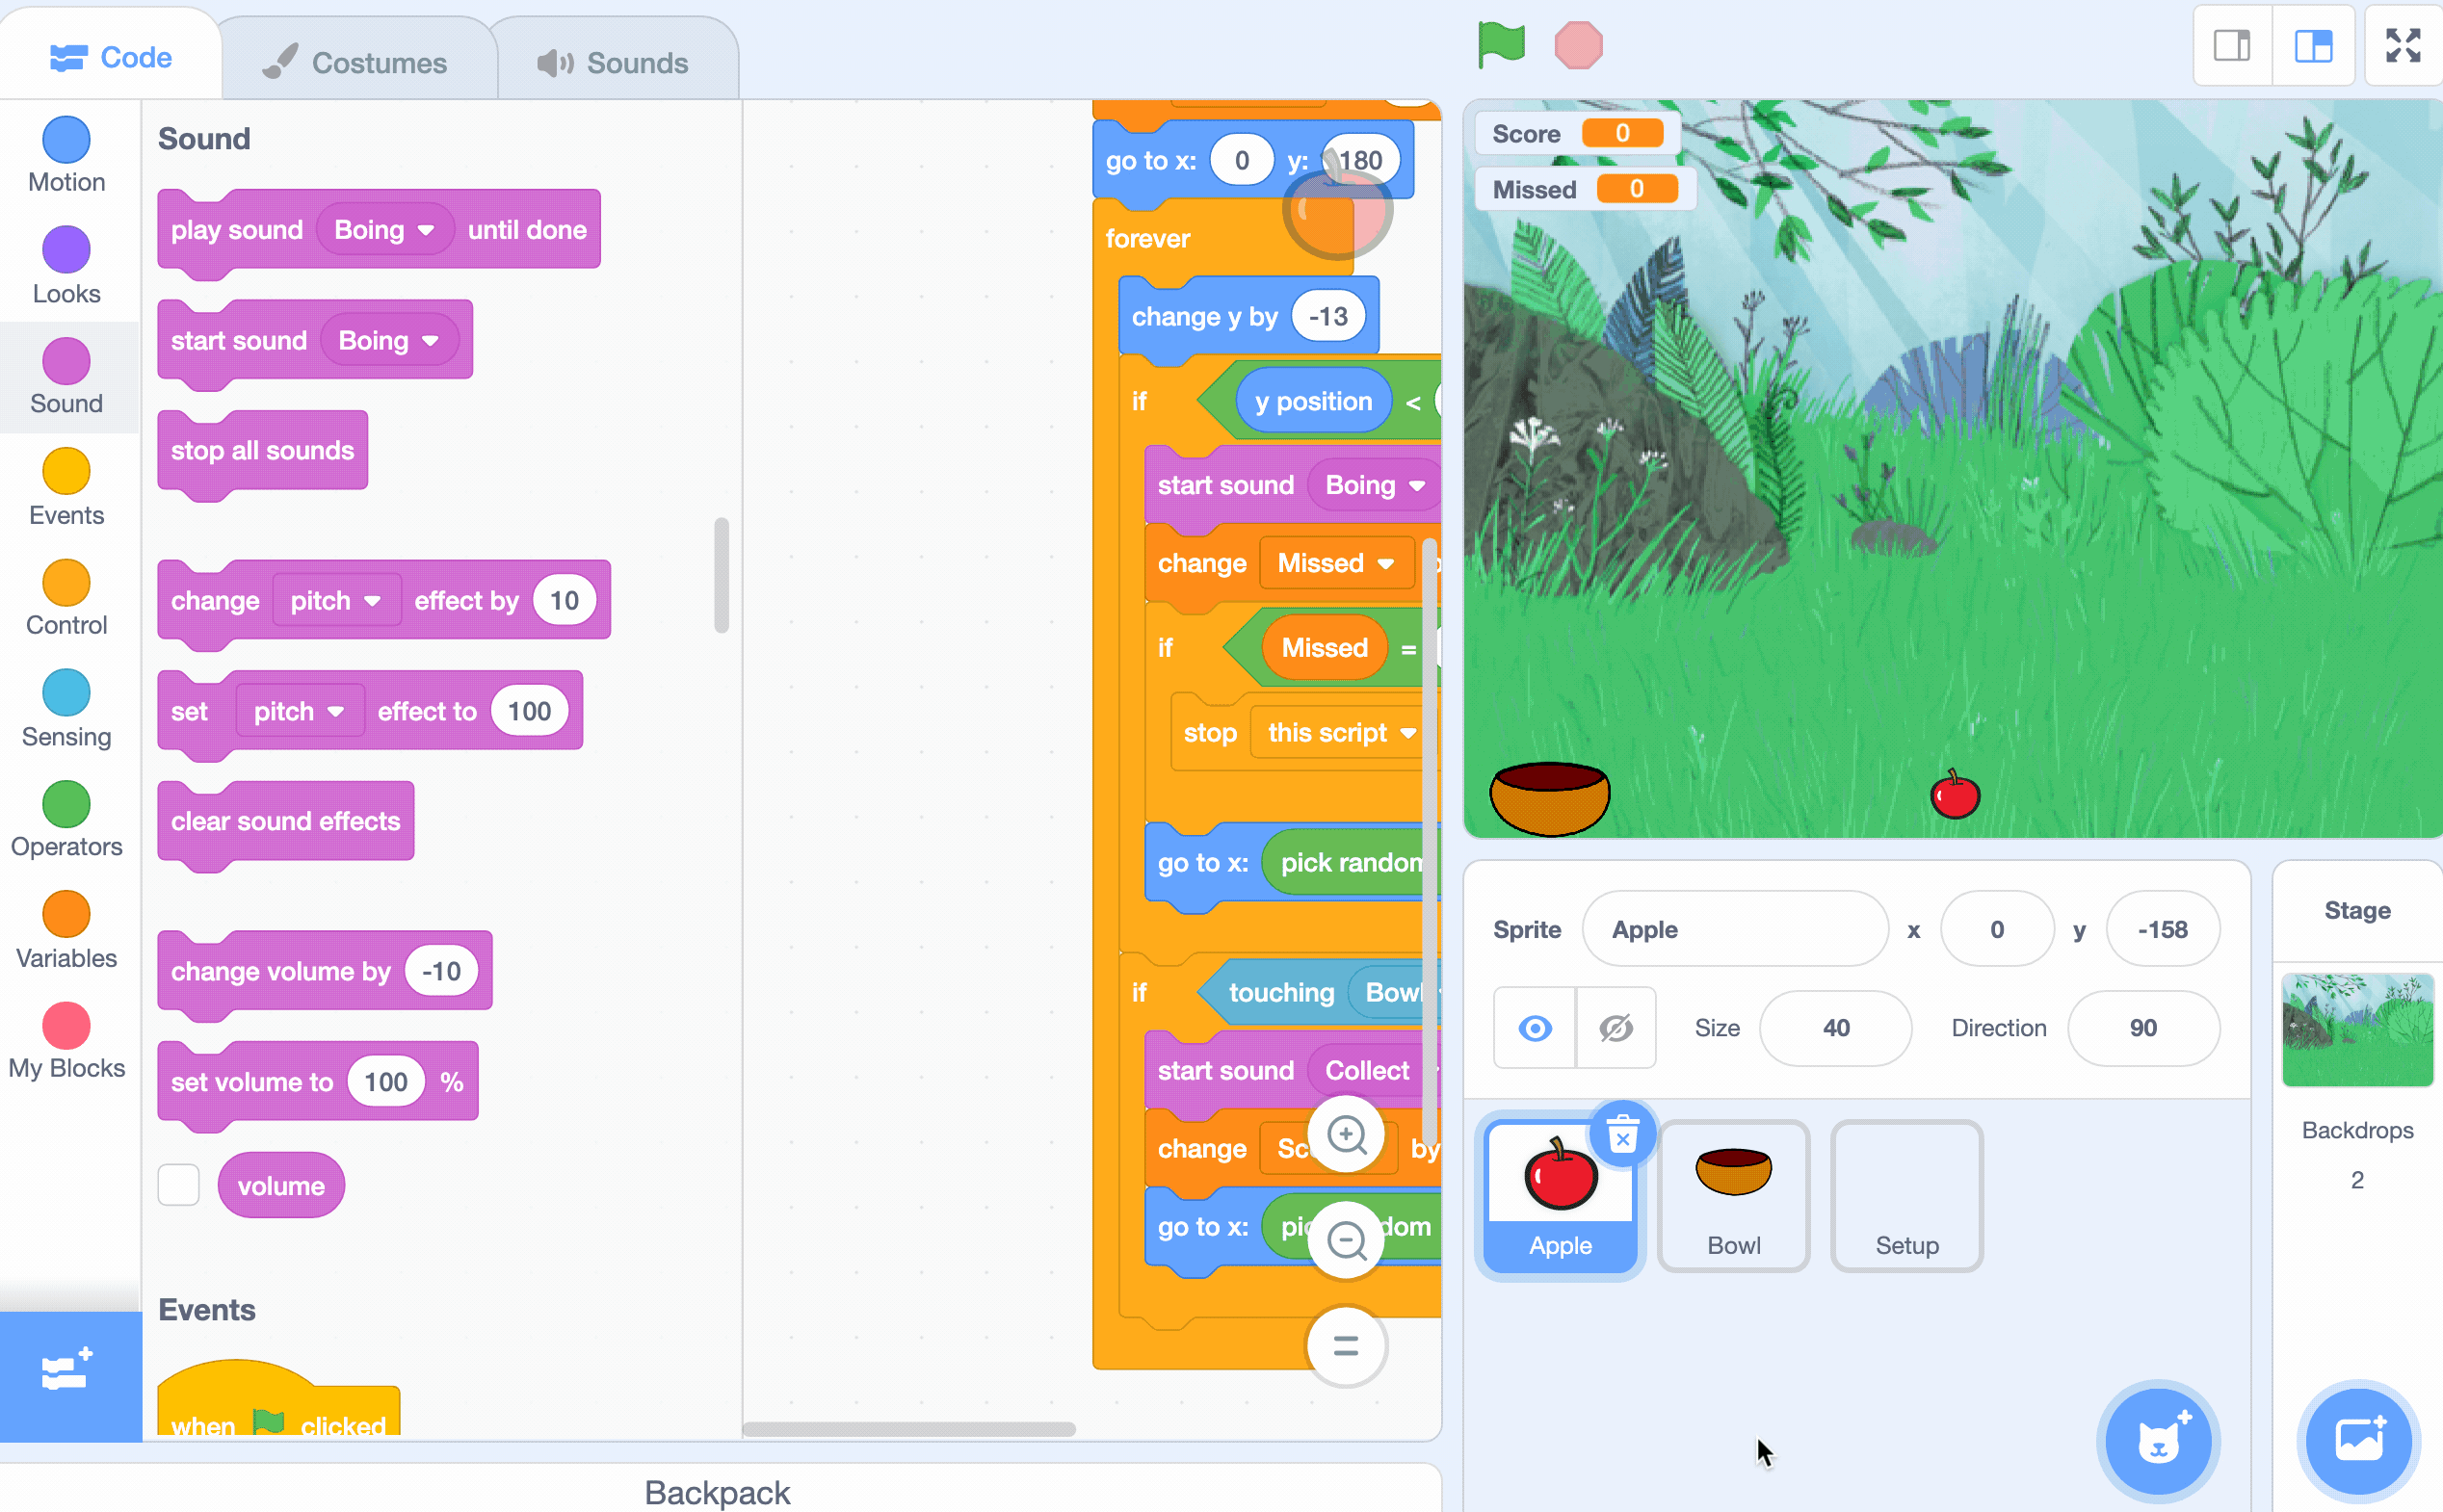 Code
Costumes
Sounds
Motion
Looks
Sound
Events
Control
Sensing
Operators
Variables
My Blocks
Sound
play sound Boing until done
start sound Boing
stop all sounds
change pitch effect by 10
set pitch effect to 100
clear sound effects
change volume by -10
set volume to 100 %
volume
Events
when clicked
go to x: 0 y: 180
forever
change y by -13
if y position <
start sound Boing
change Missed
if Missed =
stop this script
go to x: pick random
if touching Bowl
start sound Collect
change by
go to x:
Backpack
Score 0
Missed 0
Sprite Apple x 0 y -158
Size 40 Direction 90
Apple
Bowl
Setup
Stage
Backdrops
2